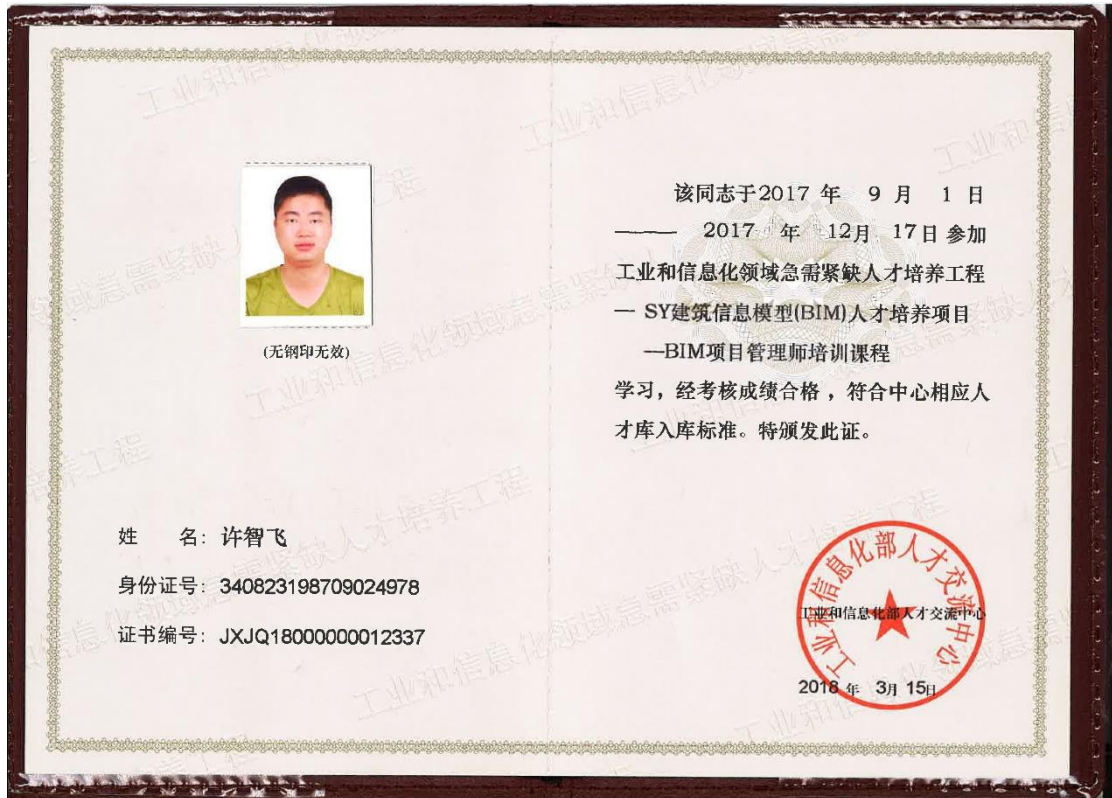 (无钢印无效)
姓 名：许智飞
身份证号：340823198709024978
证书编号：JXJQ18000000012337
该同志于2017 年 9 月 1 日
—— 2017 年 12月 17日 参加
工业和信息化领域急需紧缺人才培养工程
— SY建筑信息模型(BIM)人才培养项目
—BIM项目管理师培训课程
学习，经考核成绩合格，符合中心相应人
才库入库标准。特颁发此证。
工业和信息化部人才交流中心
工业和信息化部人才交流中心
2018 年 3月 15日